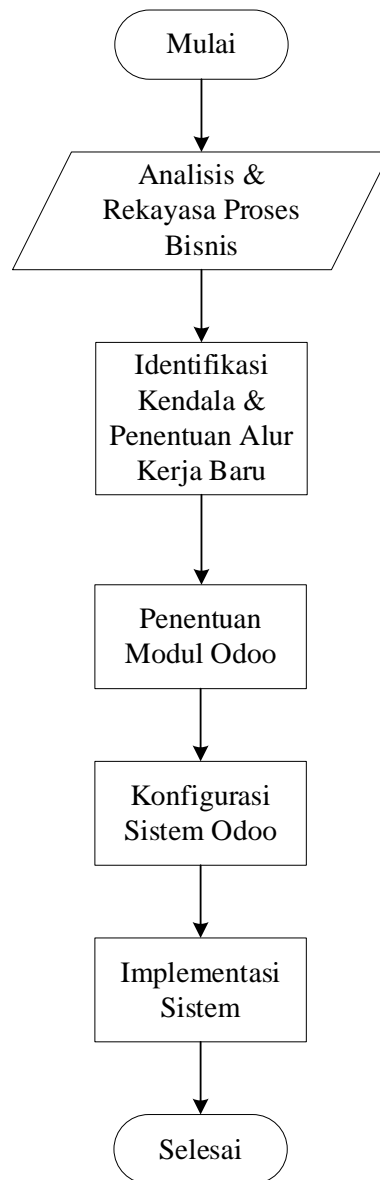 Mulai
Analisis &
Rekayasa Proses
Bisnis
Identifikasi
Kendala &
Penentuan Alur
Kerja Baru
Penentuan
Modul Odoo
Konfigurasi
Sistem Odoo
Implementasi
Sistem
Selesai